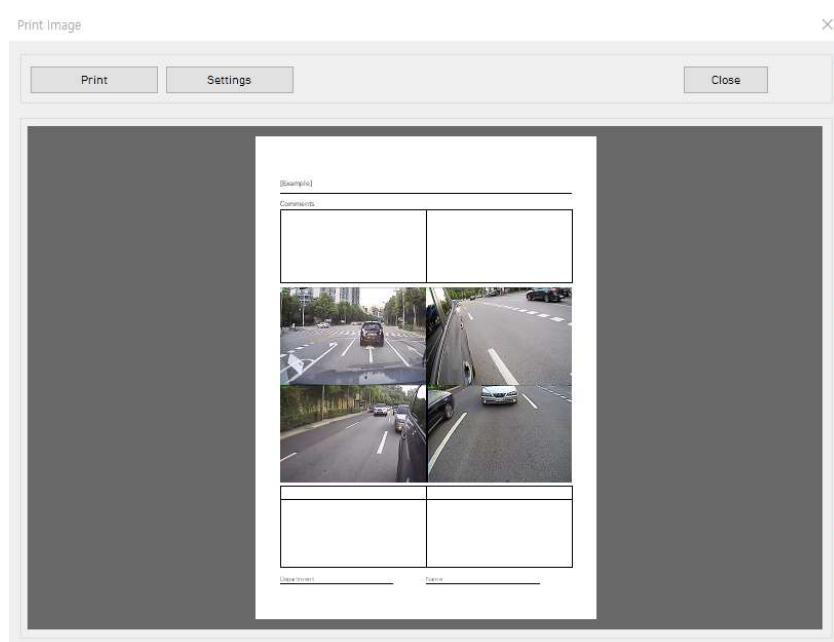 Print Image
Print Settings Close
[Example]
Comments
Department
Name